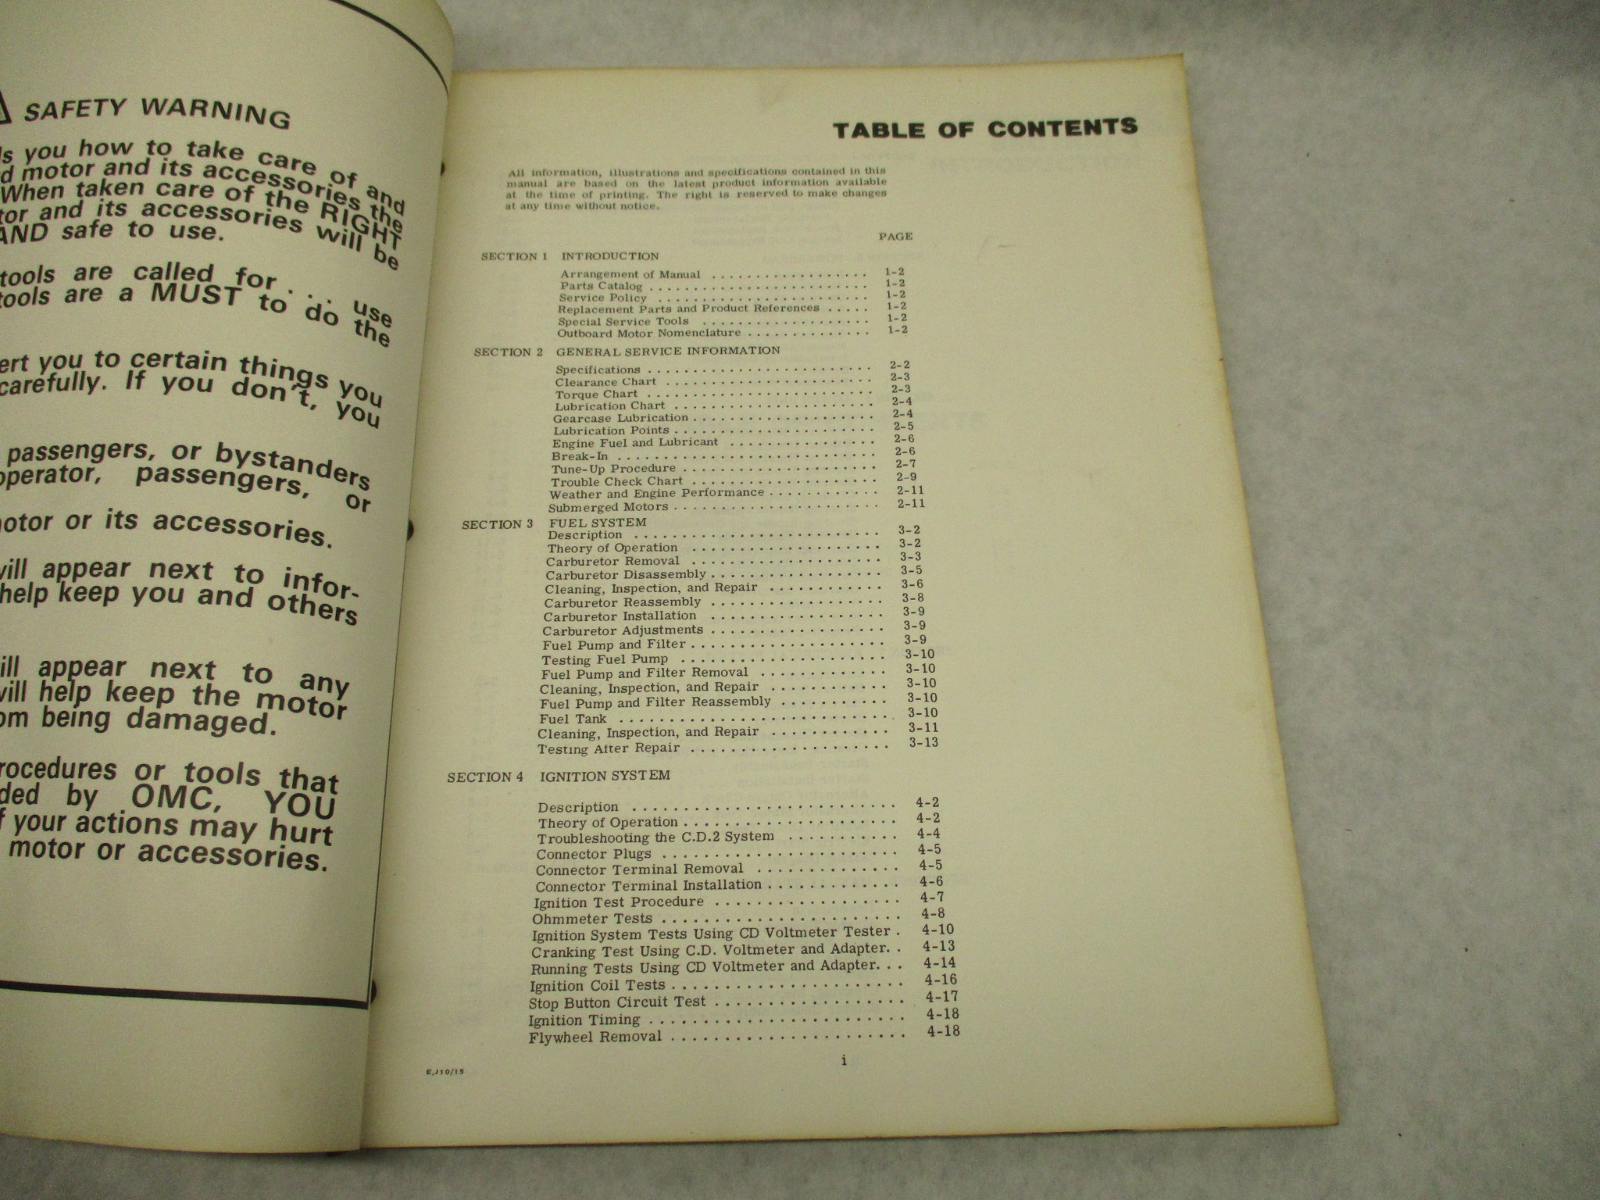 SAFETY WARNING
s you how to take care of and
d motor and its accessories the
When taken care of the RIGHT
tor and its accessories will be
AND safe to use.
tools are called for . . . use
tools are a MUST to do the
ert you to certain things you
carefully. If you don't, you
passengers, or bystanders
operator, passengers, or
otor or its accessories.
will appear next to infor-
help keep you and others
ill appear next to any
will help keep the motor
om being damaged.
rocedures or tools that
ded by OMC, YOU
f your actions may hurt
motor or accessories.
TABLE OF CONTENTS
All information, illustrations and specifications contained in this
manual are based on the latest product information available
at the time of printing. The right is reserved to make changes
at any time without notice.
PAGE
SECTION 1 INTRODUCTION
Arrangement of Manual . . . . . . . . . . . . . . . . . 1-2
Parts Catalog . . . . . . . . . . . . . . . . . . . . . . . 1-2
Service Policy . . . . . . . . . . . . . . . . . . . . . . 1-2
Replacement Parts and Product References . . . . . 1-2
Special Service Tools . . . . . . . . . . . . . . . . . . 1-2
Outboard Motor Nomenclature . . . . . . . . . . . . . 1-2
SECTION 2 GENERAL SERVICE INFORMATION
Specifications . . . . . . . . . . . . . . . . . . . . . . . 2-2
Clearance Chart . . . . . . . . . . . . . . . . . . . . . 2-3
Torque Chart . . . . . . . . . . . . . . . . . . . . . . . 2-3
Lubrication Chart . . . . . . . . . . . . . . . . . . . . 2-4
Gearcase Lubrication . . . . . . . . . . . . . . . . . . 2-4
Lubrication Points . . . . . . . . . . . . . . . . . . . . 2-5
Engine Fuel and Lubricant . . . . . . . . . . . . . . . 2-6
Break-In . . . . . . . . . . . . . . . . . . . . . . . . . . 2-6
Tune-Up Procedure . . . . . . . . . . . . . . . . . . . 2-7
Trouble Check Chart . . . . . . . . . . . . . . . . . . 2-9
Weather and Engine Performance . . . . . . . . . . . 2-11
Submerged Motors . . . . . . . . . . . . . . . . . . . . 2-11
SECTION 3 FUEL SYSTEM
Description . . . . . . . . . . . . . . . . . . . . . . . . 3-2
Theory of Operation . . . . . . . . . . . . . . . . . . . 3-2
Carburetor Removal . . . . . . . . . . . . . . . . . . . 3-3
Carburetor Disassembly . . . . . . . . . . . . . . . . . 3-5
Cleaning, Inspection, and Repair . . . . . . . . . . . 3-6
Carburetor Reassembly . . . . . . . . . . . . . . . . . 3-8
Carburetor Installation . . . . . . . . . . . . . . . . . 3-9
Carburetor Adjustments . . . . . . . . . . . . . . . . . 3-9
Fuel Pump and Filter . . . . . . . . . . . . . . . . . . . 3-9
Testing Fuel Pump . . . . . . . . . . . . . . . . . . . . 3-10
Fuel Pump and Filter Removal . . . . . . . . . . . . . 3-10
Cleaning, Inspection, and Repair . . . . . . . . . . . . 3-10
Fuel Pump and Filter Reassembly . . . . . . . . . . . 3-10
Fuel Tank . . . . . . . . . . . . . . . . . . . . . . . . . . 3-10
Cleaning, Inspection, and Repair . . . . . . . . . . . . 3-11
Testing After Repair . . . . . . . . . . . . . . . . . . . 3-13
SECTION 4 IGNITION SYSTEM
Description . . . . . . . . . . . . . . . . . . . . . . . . . 4-2
Theory of Operation . . . . . . . . . . . . . . . . . . . . 4-2
Troubleshooting the C.D.2 System . . . . . . . . . . 4-4
Connector Plugs . . . . . . . . . . . . . . . . . . . . . . 4-5
Connector Terminal Removal . . . . . . . . . . . . . 4-5
Connector Terminal Installation . . . . . . . . . . . . 4-6
Ignition Test Procedure . . . . . . . . . . . . . . . . . 4-7
Ohmmeter Tests . . . . . . . . . . . . . . . . . . . . . . 4-8
Ignition System Tests Using CD Voltmeter Tester . 4-10
Cranking Test Using C.D. Voltmeter and Adapter. . 4-13
Running Tests Using CD Voltmeter and Adapter. . . 4-14
Ignition Coil Tests . . . . . . . . . . . . . . . . . . . . . 4-16
Stop Button Circuit Test . . . . . . . . . . . . . . . . . 4-17
Ignition Timing . . . . . . . . . . . . . . . . . . . . . . . 4-18
Flywheel Removal . . . . . . . . . . . . . . . . . . . . . 4-18
i
EJ10/15